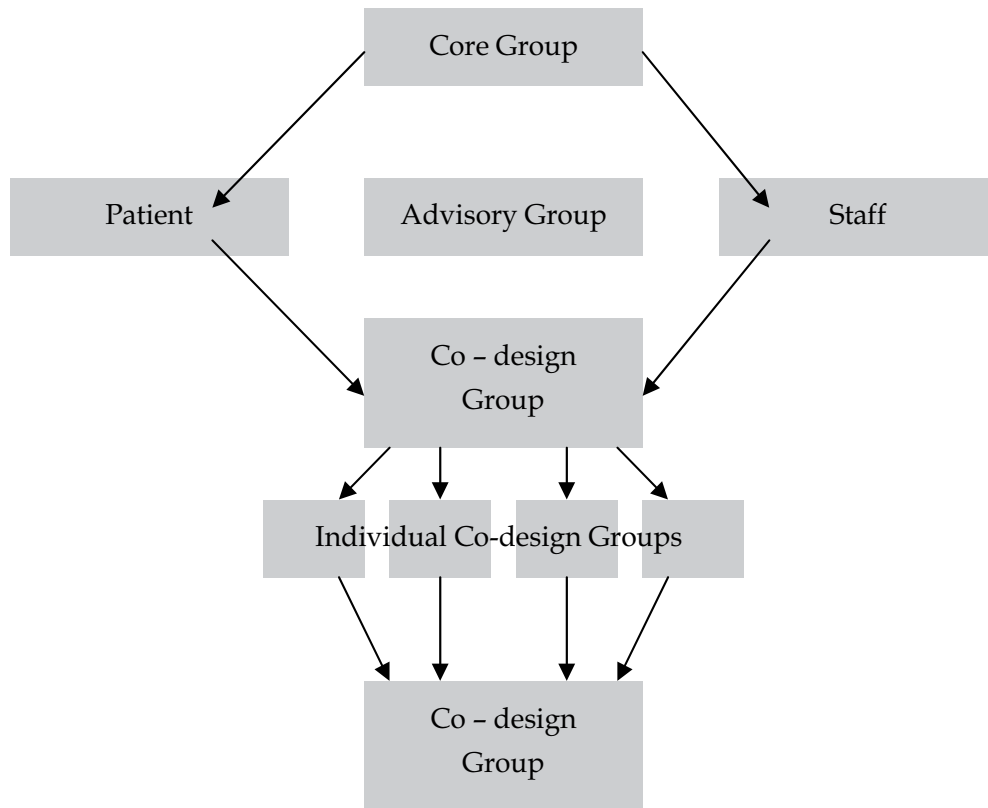 Core Group
Patient
Advisory Group
Staff
Co – design
Group
Individual Co-design Groups
Co – design
Group